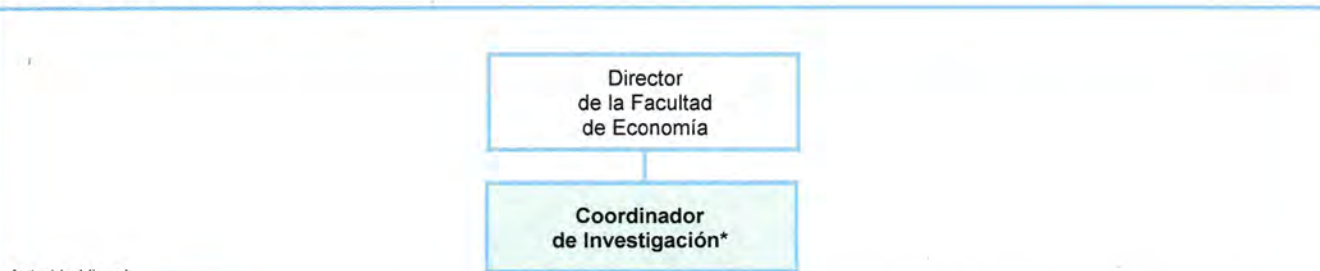 Director
de la Facultad
de Economía
Coordinador
de Investigación*